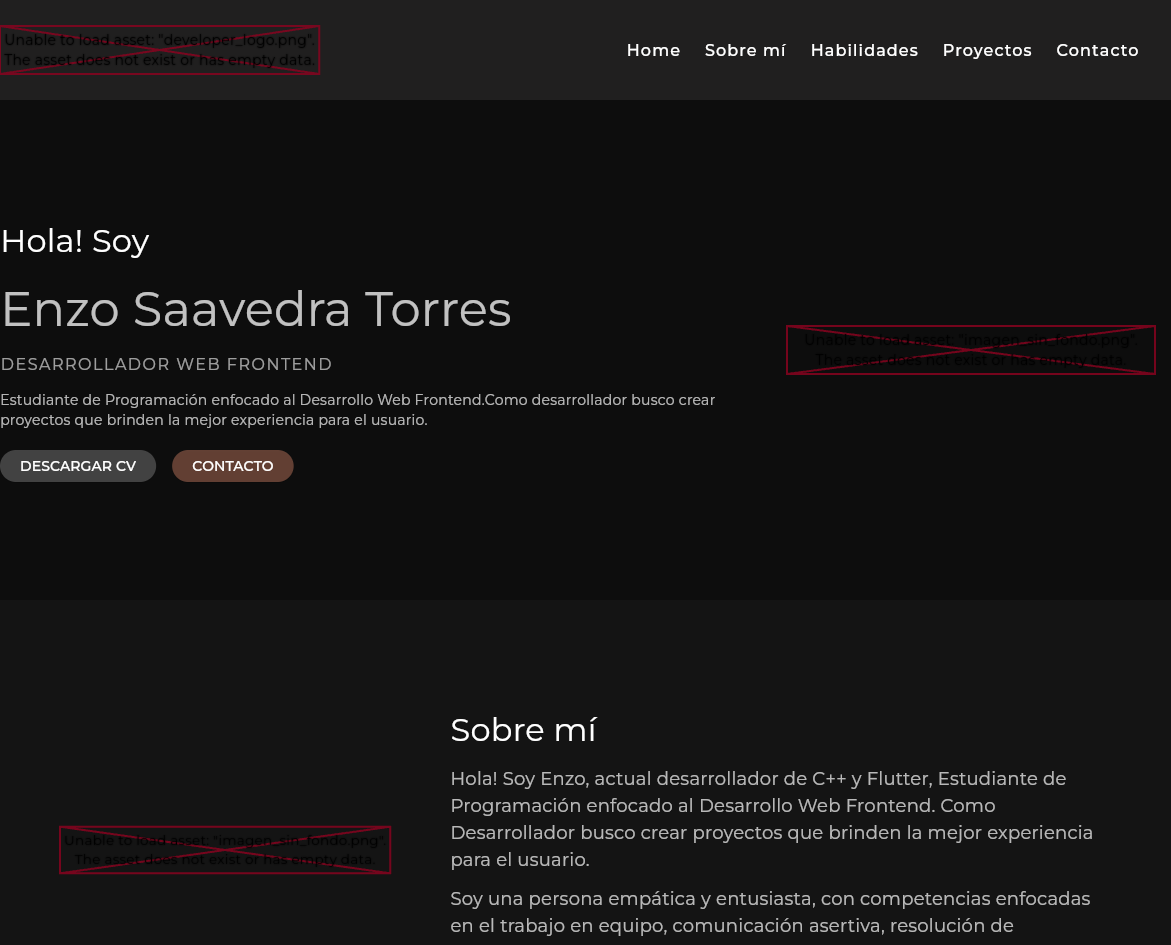 Unable to load asset: "developer_logo.png".
The asset does not exist or has empty data.
Home Sobre mí Habilidades Proyectos Contacto
Hola! Soy
Enzo Saavedra Torres
DESARROLLADOR WEB FRONTEND
Estudiante de Programación enfocado al Desarrollo Web Frontend.Como desarrollador busco crear
proyectos que brinden la mejor experiencia para el usuario.
DESCARGAR CV CONTACTO
Unable to load asset: "imagen_sin_fondo.png".
The asset does not exist or has empty data.
Sobre mí
Hola! Soy Enzo, actual desarrollador de C++ y Flutter, Estudiante de
Programación enfocado al Desarrollo Web Frontend. Como
Desarrollador busco crear proyectos que brinden la mejor experiencia
para el usuario.
Soy una persona empática y entusiasta, con competencias enfocadas
en el trabajo en equipo, comunicación asertiva, resolución de
Unable to load asset: "imagen_sin_fondo.png".
The asset does not exist or has empty data.